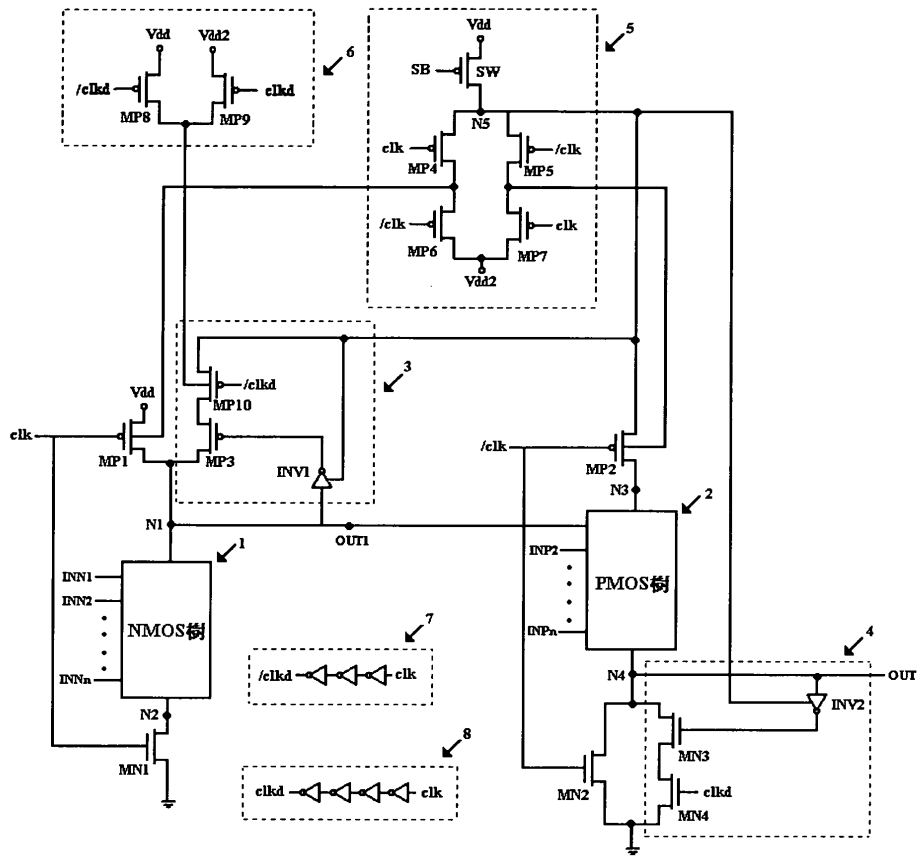 Vdd
Vdd2
6
/clkd
clkd
MP8
MP9
Vdd
5
SB
SW
N5
clk
/clk
MP4
MP5
/clk
clk
MP6
MP7
Vdd2
3
Vdd
/clkd
MP10
clk
MP1
MP3
INV1
/clk
MP2
N3
N1
OUT1
1
2
INN1
INN2
INNn
NMOS樹
INP2
INPn
PMOS樹
7
/clkd
clk
4
N2
N4
OUT
INV2
MN1
8
clkd
clk
MN2
MN3
clkd
MN4